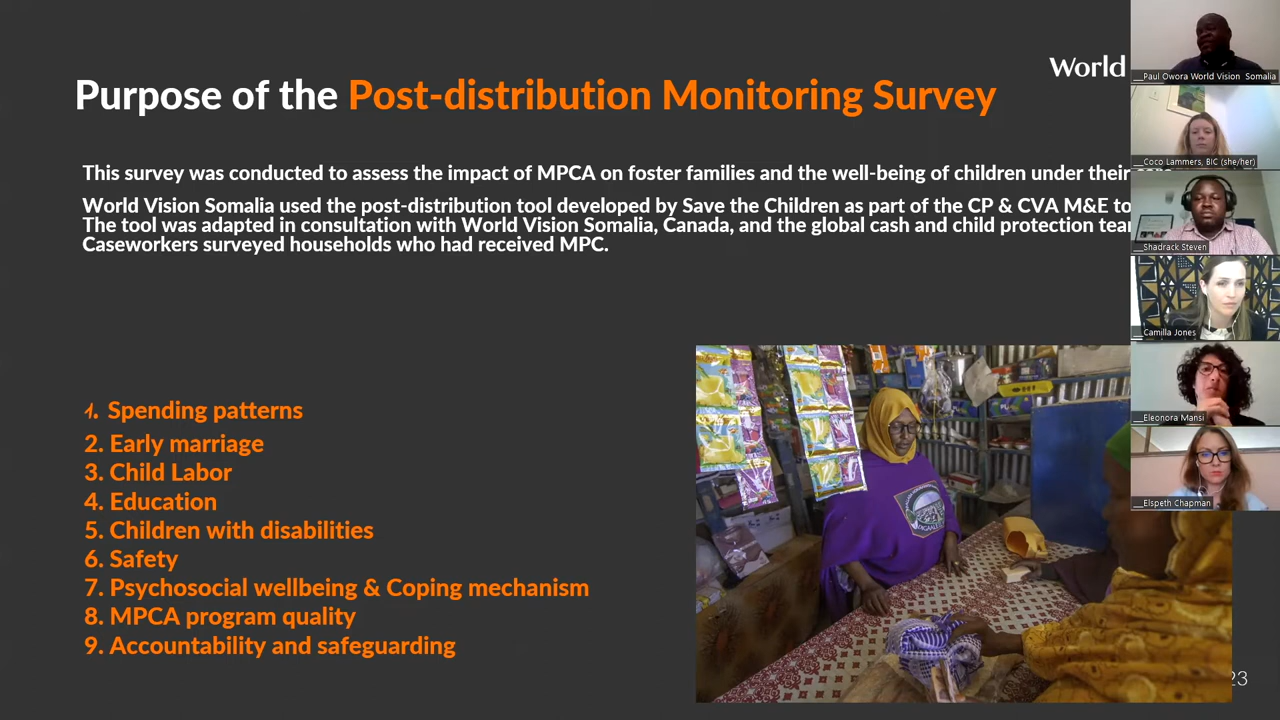 World
Purpose of the Post-distribution Monitoring Survey
This survey was conducted to assess the impact of MPCA on foster families and the well-being of children under their
World Vision Somalia used the post-distribution tool developed by Save the Children as part of the CP & CVA M&E to
The tool was adapted in consultation with World Vision Somalia, Canada, and the global cash and child protection tea
Caseworkers surveyed households who had received MPC.
1. Spending patterns
2. Early marriage
3. Child Labor
4. Education
5. Children with disabilities
6. Safety
7. Psychosocial wellbeing & Coping mechanism
8. MPCA program quality
9. Accountability and safeguarding
DIGAALE
23
__Paul Owora World Vision Somalia
__Coco Lammers, BIC (she/her)
__Shadrack Steven
Camilla Jones
__Eleonora Mansi
__Elspeth Chapman